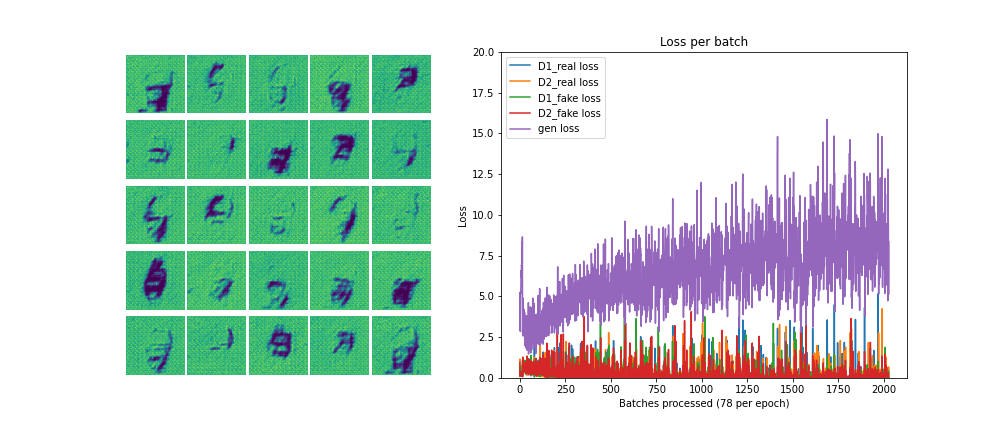 Loss per batch
20.0
17.5
15.0
12.5
10.0
7.5
5.0
2.5
0.0
Loss
D1_real loss
D2_real loss
D1_fake loss
D2_fake loss
gen loss
0 250 500 750 1000 1250 1500 1750 2000
Batches processed (78 per epoch)